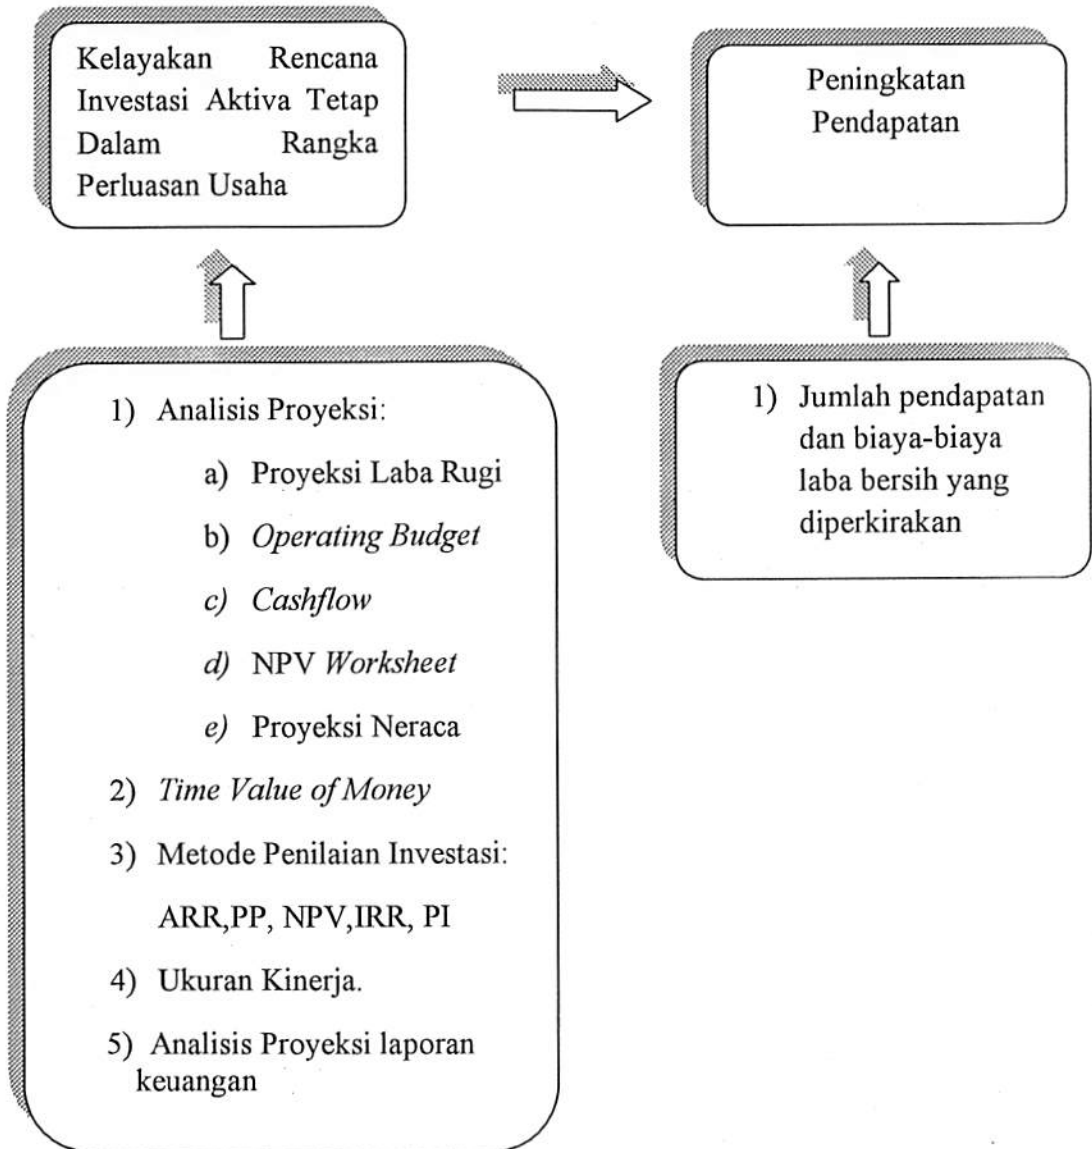 Kelayakan Rencana
Investasi Aktiva Tetap
Dalam Rangka
Perluasan Usaha
Peningkatan
Pendapatan
1) Analisis Proyeksi:
a) Proyeksi Laba Rugi
b) Operating Budget
c) Cashflow
d) NPV Worksheet
e) Proyeksi Neraca
2) Time Value of Money
3) Metode Penilaian Investasi:
ARR,PP, NPV,IRR, PI
4) Ukuran Kinerja.
5) Analisis Proyeksi laporan
keuangan
1) Jumlah pendapatan
dan biaya-biaya
laba bersih yang
diperkirakan